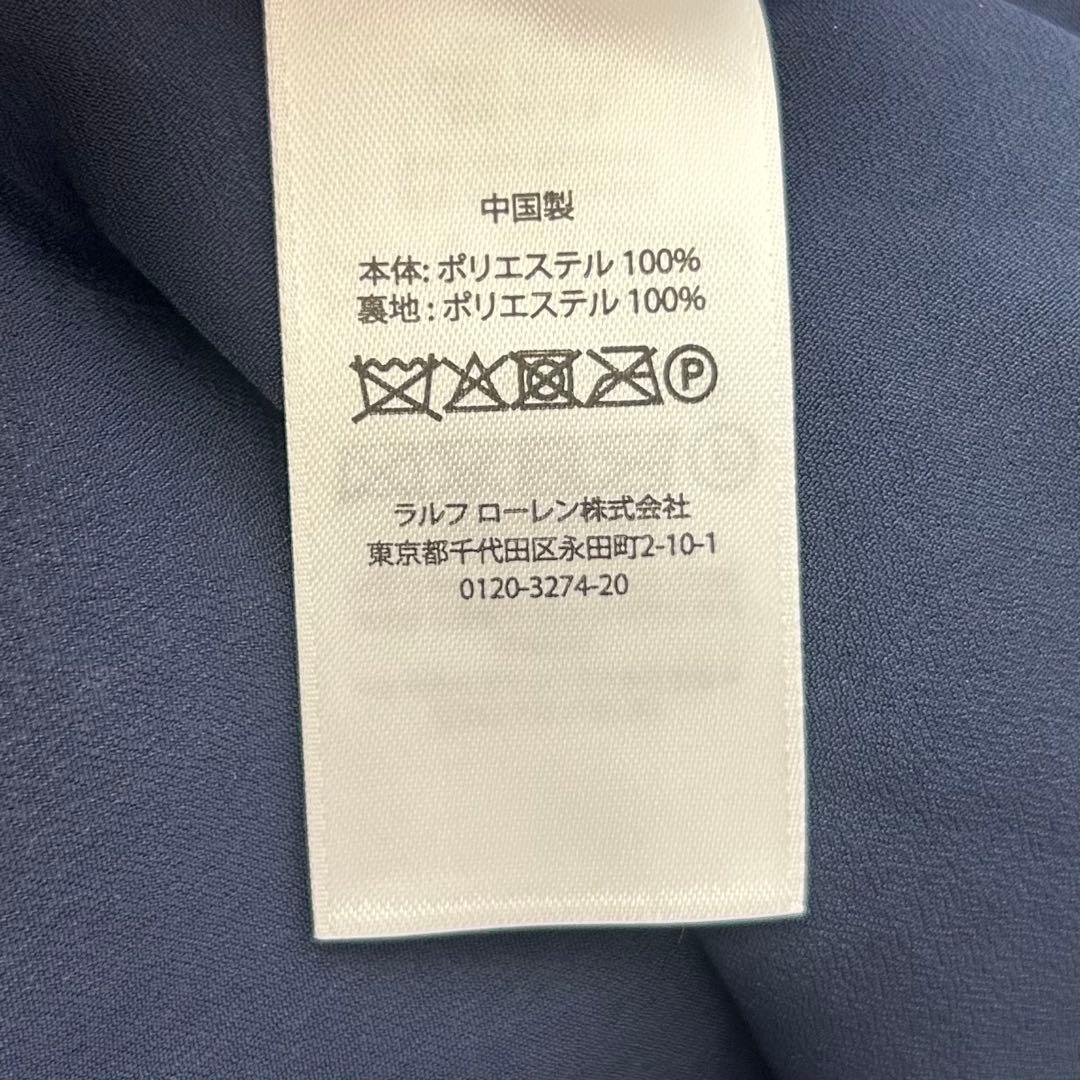 中国製
本体: ポリエステル 100%
裏地 : ポリエステル 100%
P
ラルフ ローレン株式会社
東京都千代田区永田町2-10-1
0120-3274-20